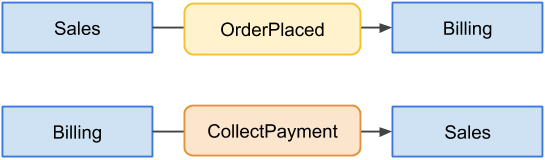 Sales
OrderPlaced
Billing
Billing
CollectPayment
Sales